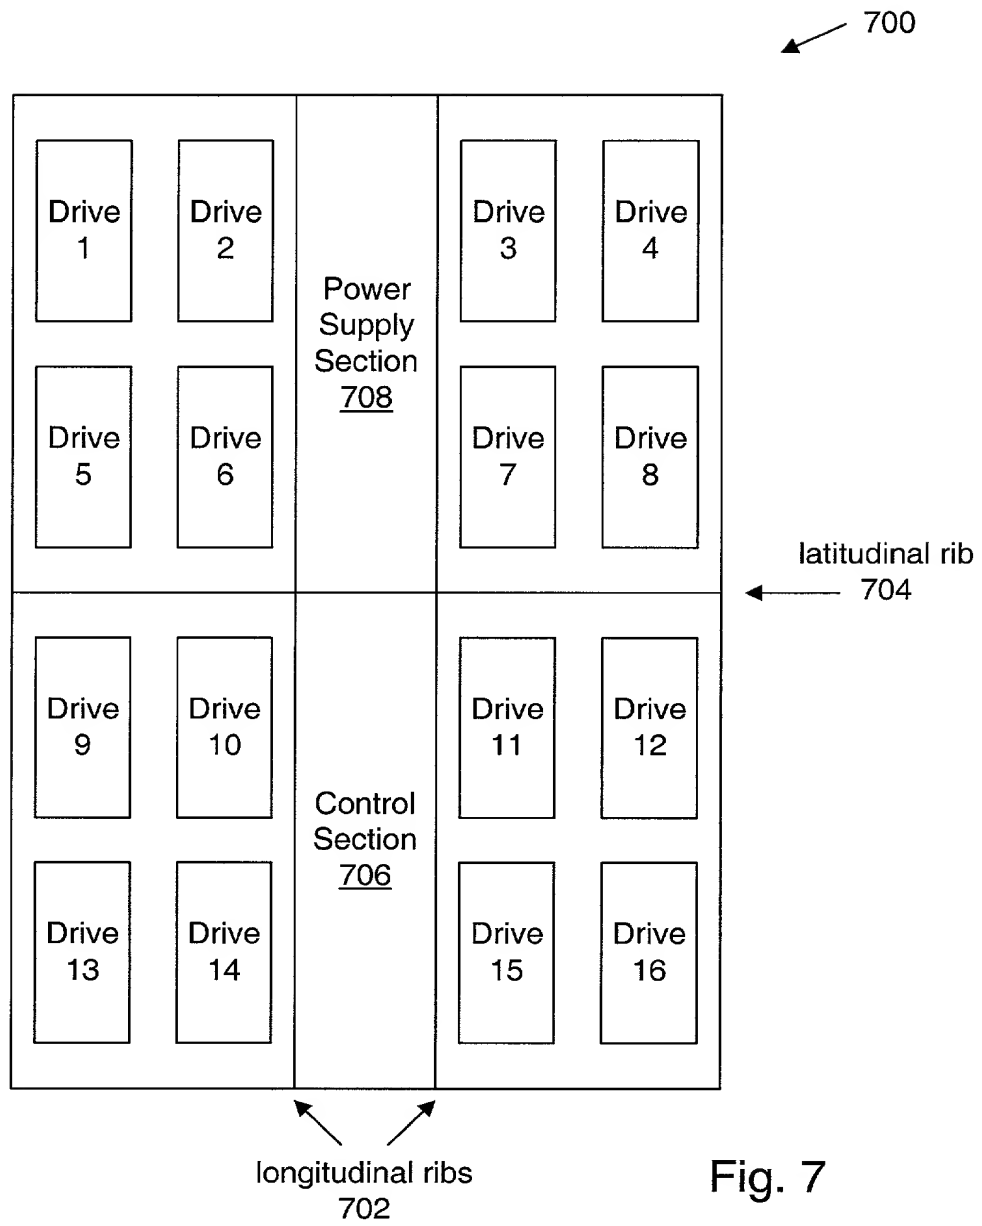 700
Drive
1
Drive
2
Drive
3
Drive
4
Power
Supply
Section
708
Drive
5
Drive
6
Drive
7
Drive
8
latitudinal rib
704
Drive
9
Drive
10
Drive
11
Drive
12
Control
Section
706
Drive
13
Drive
14
Drive
15
Drive
16
longitudinal ribs
702
Fig. 7